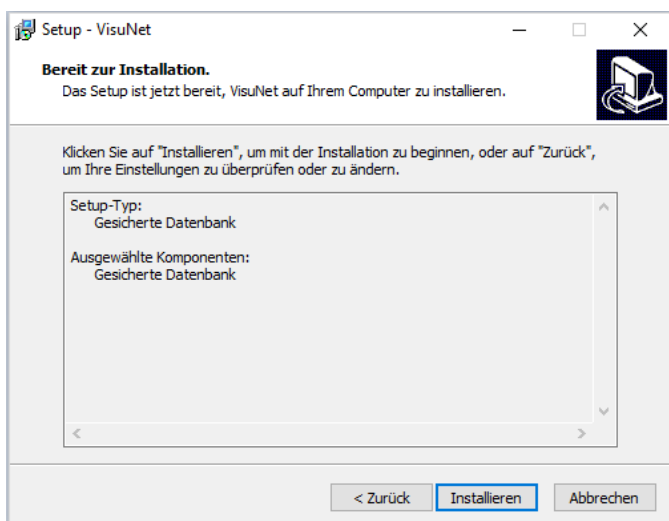 Setup - VisuNet
Bereit zur Installation.
Das Setup ist jetzt bereit, VisuNet auf Ihrem Computer zu installieren.
Klicken Sie auf "Installieren", um mit der Installation zu beginnen, oder auf "Zurück",
um Ihre Einstellungen zu überprüfen oder zu ändern.
Setup-Typ:
Gesicherte Datenbank
Ausgewählte Komponenten:
Gesicherte Datenbank
< Zurück Installieren Abbrechen